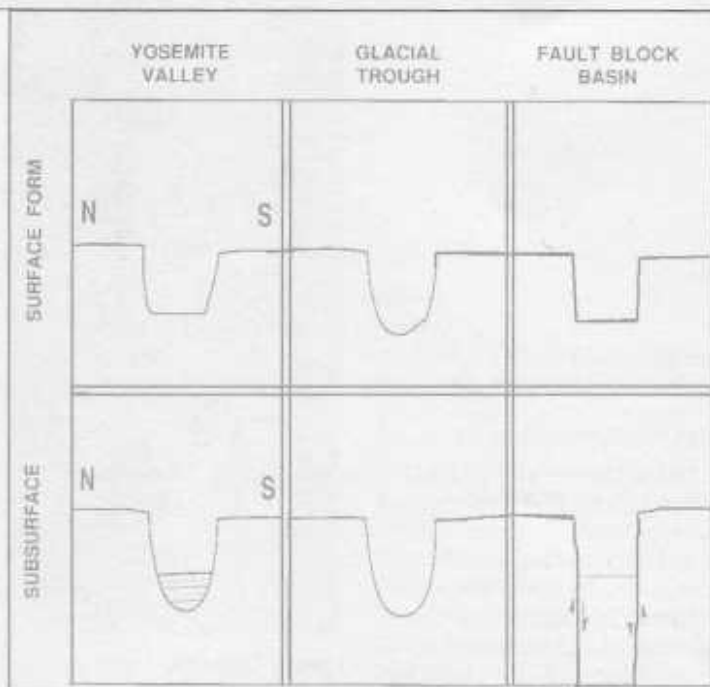 YOSEMITE
VALLEY
GLACIAL
TROUGH
FAULT BLOCK
BASIN
SURFACE FORM
N
S
SUBSURFACE
N
S